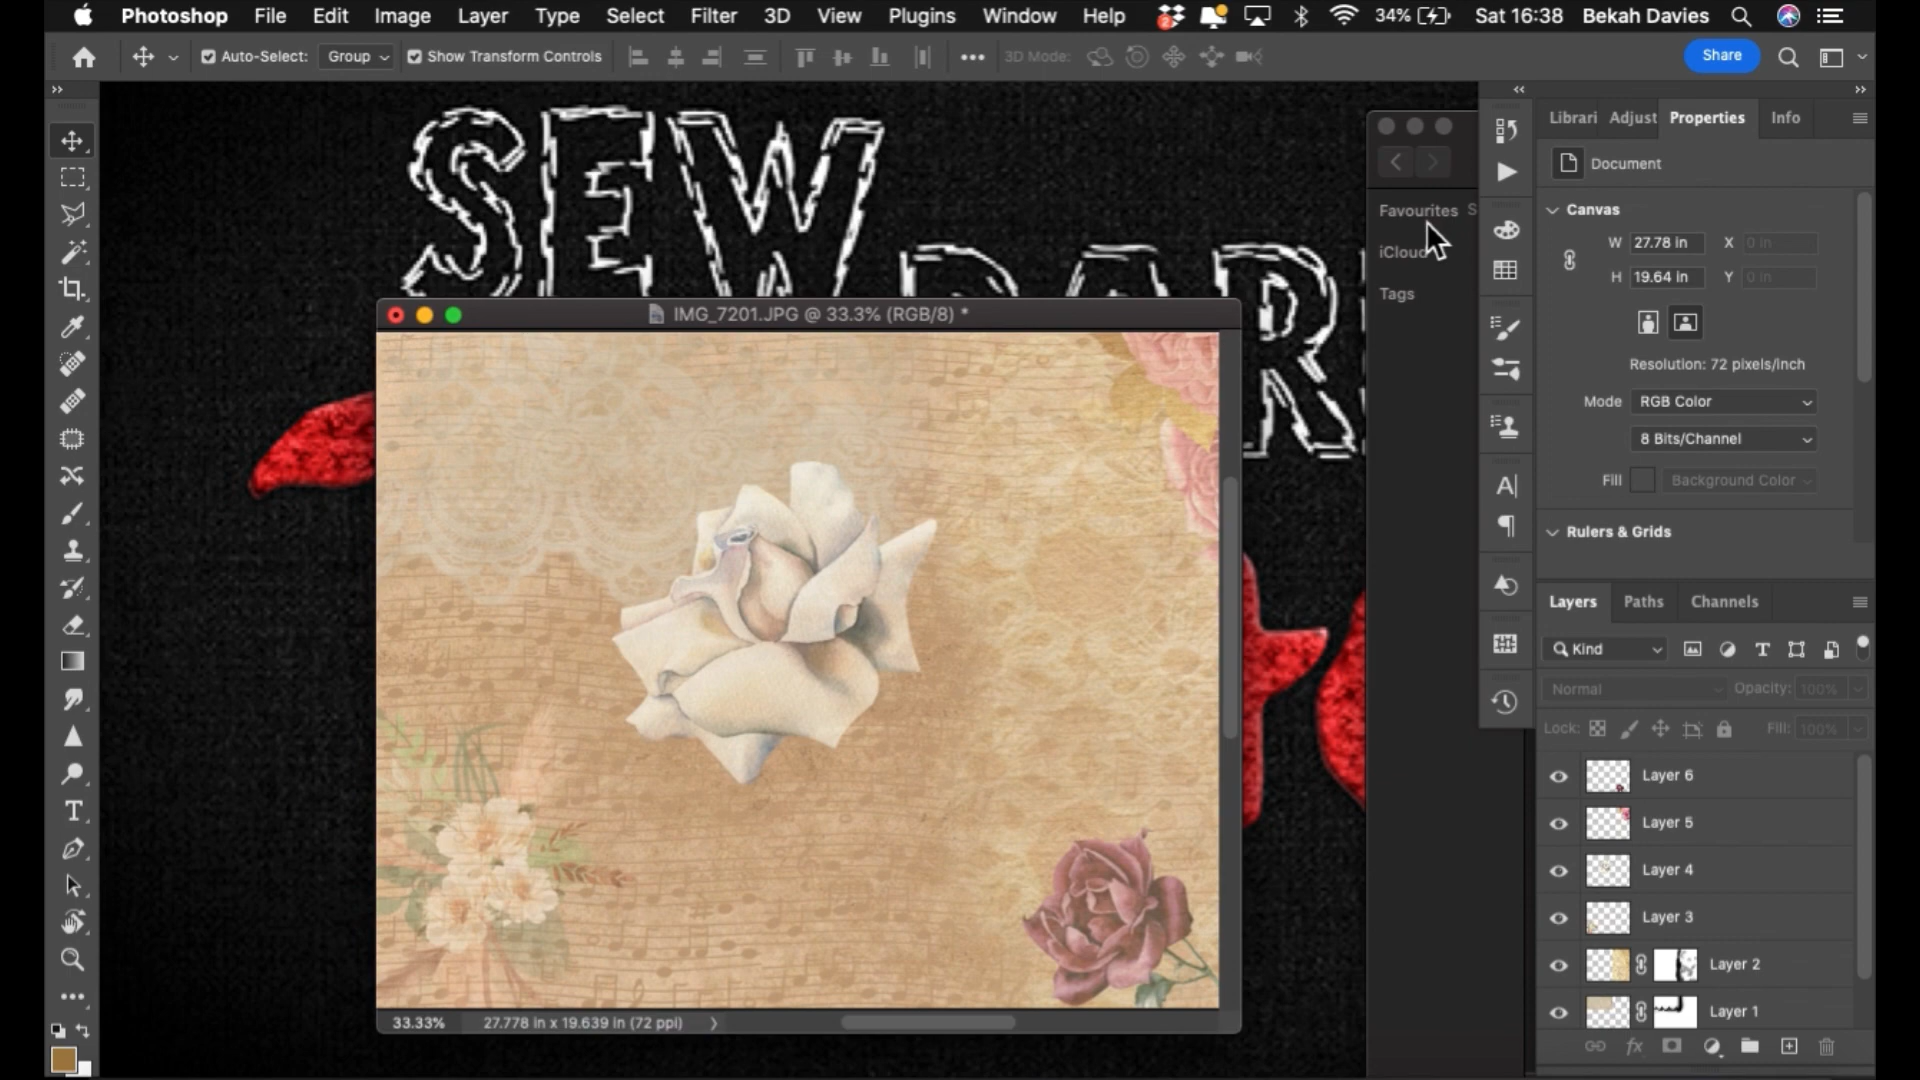 Photoshop File Edit Image Layer Type Select Filter 3D View Plugins Window Help 2 34% Sat 16:38 Bekah Davies
Auto-Select: Group Show Transform Controls 3D Mode: Share
SEW
DAR
Librari Adjust Properties Info
Document
Canvas
W 27.78 in X 0 in
H 19.64 in Y 0 in
Resolution: 72 pixels/inch
Mode RGB Color
8 Bits/Channel
Fill Background Color
Rulers & Grids
Favourites S
iCloud
Tags
IMG_7201.JPG @ 33.3% (RGB/8) *
33.33% 27.778 in x 19.639 in (72 ppi)
Layers Paths Channels
Kind
Normal Opacity: 100%
Lock: Fill: 100%
Layer 6
Layer 5
Layer 4
Layer 3
Layer 2
Layer 1
fx